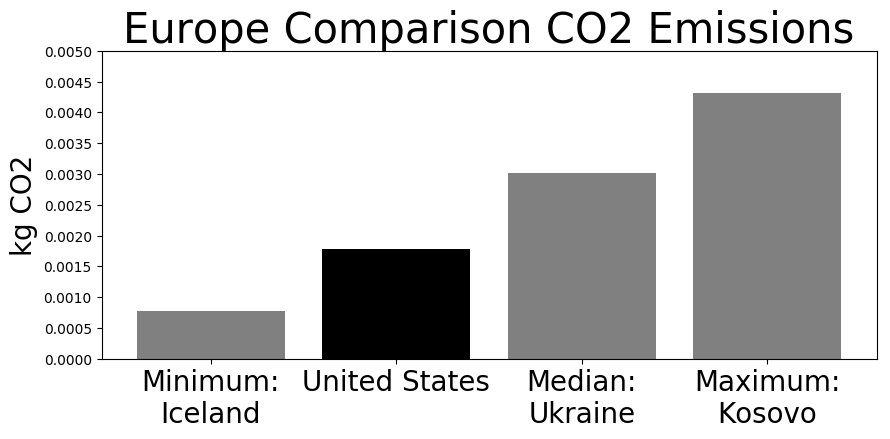 Europe Comparison CO2 Emissions
kg CO2
0.0050
0.0045
0.0040
0.0035
0.0030
0.0025
0.0020
0.0015
0.0010
0.0005
0.0000
Minimum:
Iceland
United States
Median:
Ukraine
Maximum:
Kosovo